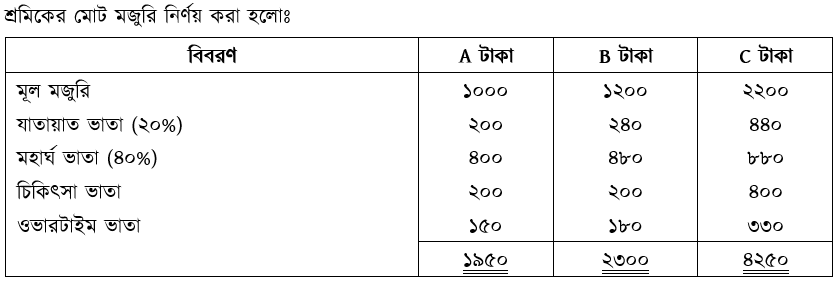 শ্রমিকের মোট মজুরি নির্ণয় করা হলোঃ
বিবরণ A টাকা B টাকা C টাকা
মূল মজুরি ১০০০ ১২০০ ২২০০
যাতায়াত ভাতা (২০%) ২০০ ২৪০ ৪৪০
মহার্ঘ ভাতা (৪০%) ৪০০ ৪৮০ ৮৮০
চিকিৎসা ভাতা ২০০ ২০০ ৪০০
ওভারটাইম ভাতা ১৫০ ১৮০ ৩৩০
১৯৫০ ২৩০০ ৪২৫০